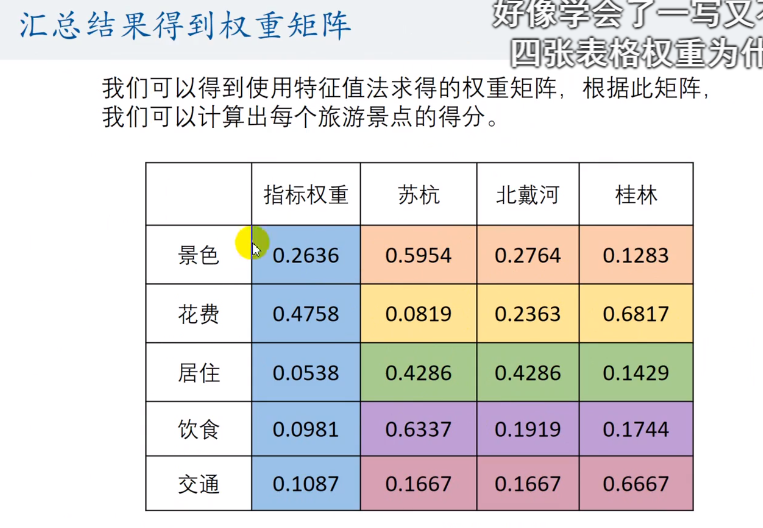 汇总结果得到权重矩阵
好像学会了一写又
四张表格权重为什
我们可以得到使用特征值法求得的权重矩阵，根据此矩阵，
我们可以计算出每个旅游景点的得分。
指标权重 苏杭 北戴河 桂林
景色 0.2636 0.5954 0.2764 0.1283
花费 0.4758 0.0819 0.2363 0.6817
居住 0.0538 0.4286 0.4286 0.1429
饮食 0.0981 0.6337 0.1919 0.1744
交通 0.1087 0.1667 0.1667 0.6667